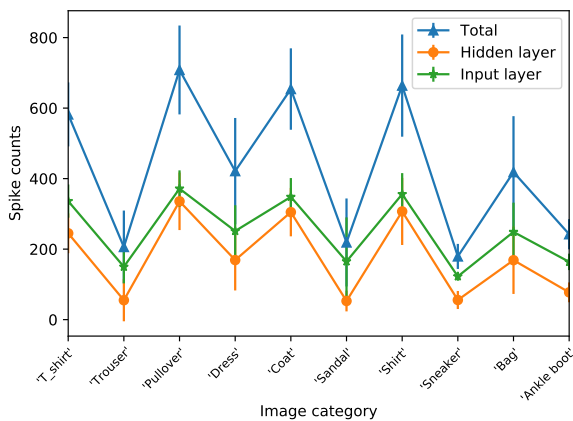 Total
Hidden layer
Input layer
800
600
400
200
0
Spike counts
'T_shirt'
'Trouser'
'Pullover'
'Dress'
'Coat'
'Sandal'
'Shirt'
'Sneaker'
'Bag'
'Ankle boot'
Image category